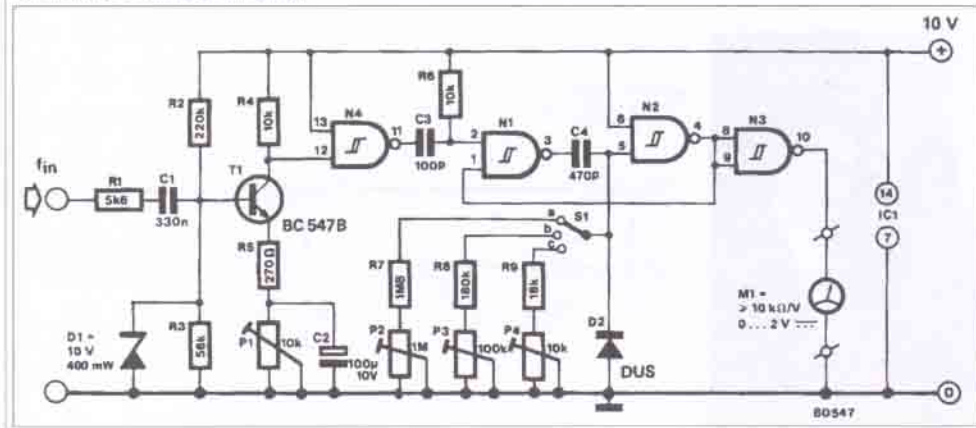 10 V
+
R2
220k
R4
10k
R6
10k
N4
13
12
11
C3
100p
N1
2
1
3
C4
470p
N2
6
5
4
N3
8
9
10
fin
R1
5k6
C1
330n
T1
BC 547B
R5
270Ω
a
b
c
S1
R7
1M8
R8
180k
R9
18k
14
IC1
7
D1 =
10 V
400 mW
R3
56k
P1
10k
C2
100µ
10V
P2
1M
P3
100k
P4
10k
D2
DUS
M1 =
⩾ 10 kΩ/V
0 ... 2 V
0
80547